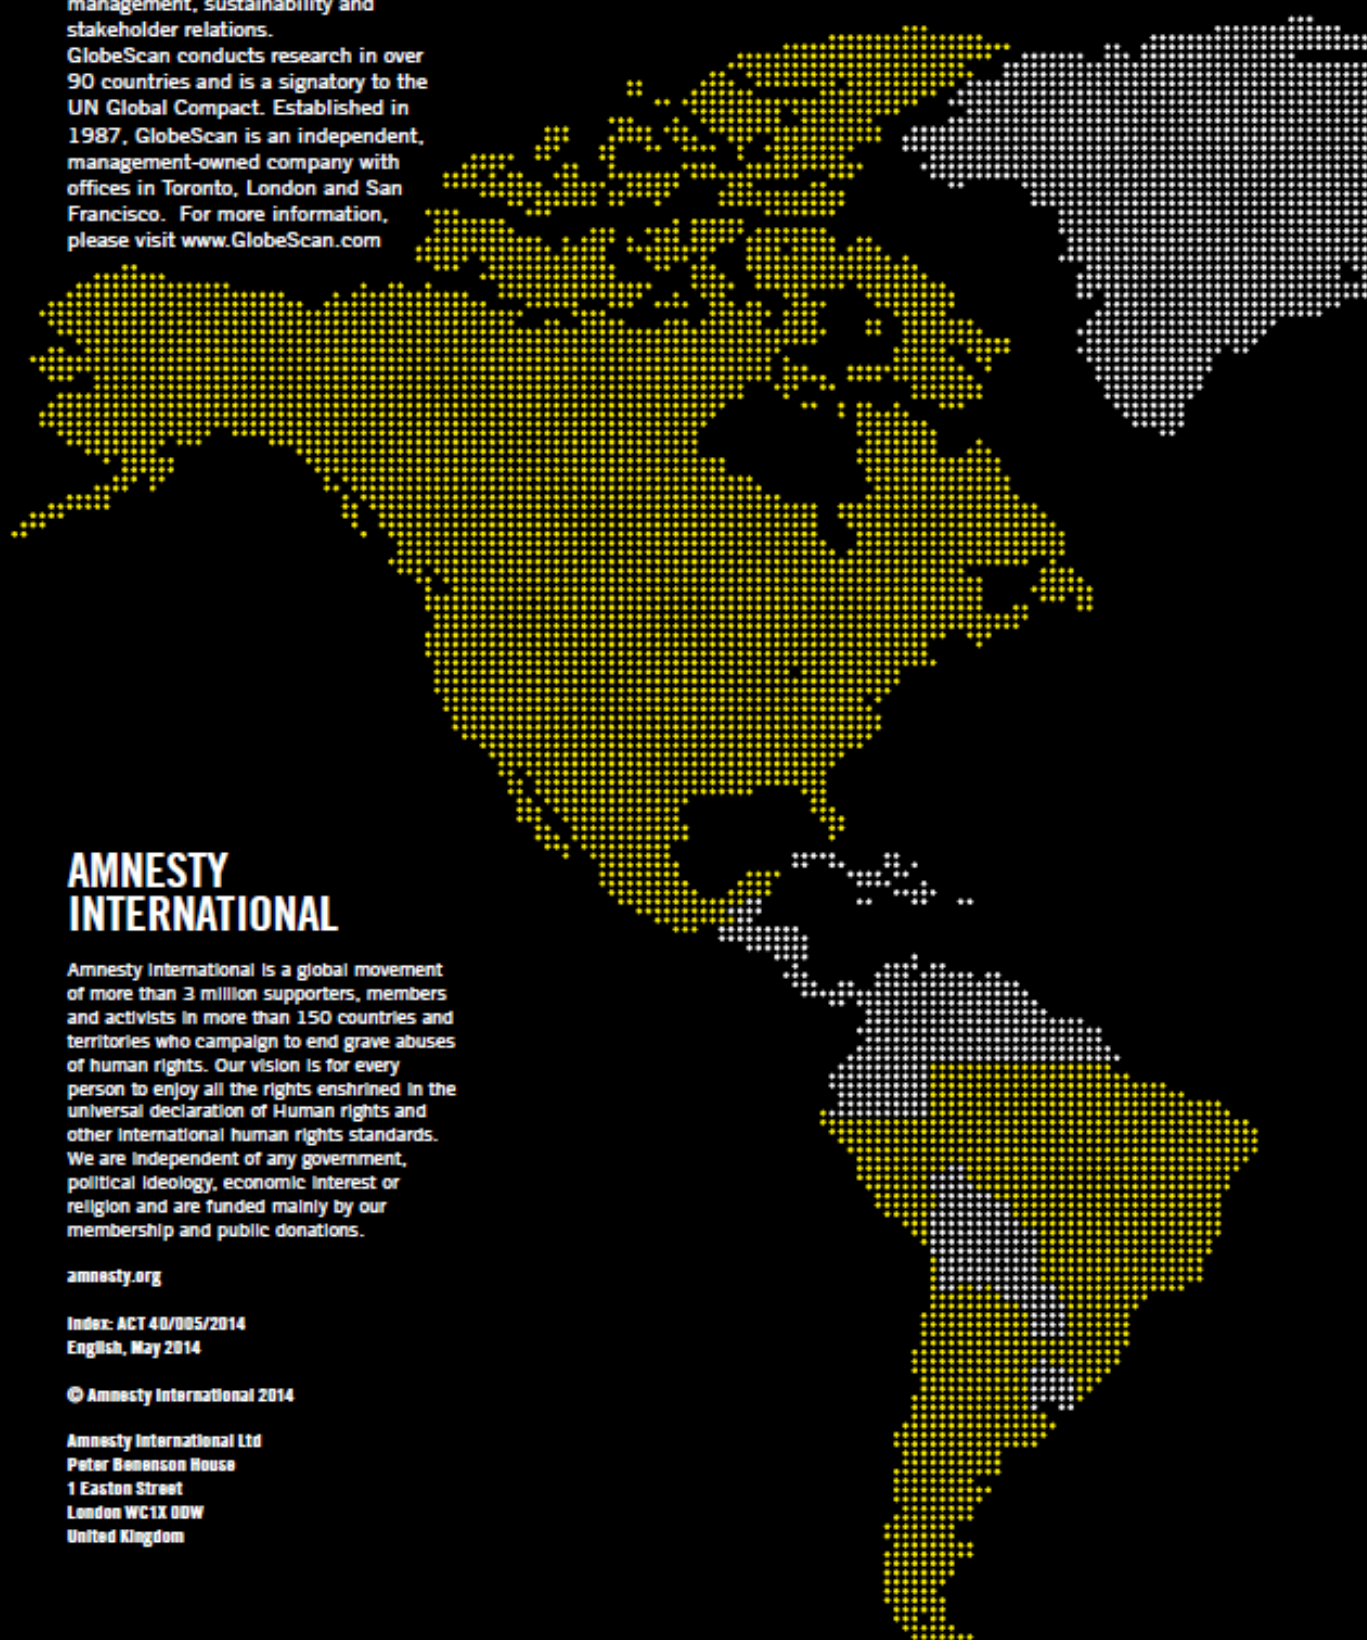 management, sustainability and
stakeholder relations.
GlobeScan conducts research in over
90 countries and is a signatory to the
UN Global Compact. Established in
1987, GlobeScan is an independent,
management-owned company with
offices in Toronto, London and San
Francisco.  For more information,
please visit www.GlobeScan.com
AMNESTY
INTERNATIONAL
Amnesty International is a global movement
of more than 3 million supporters, members
and activists in more than 150 countries and
territories who campaign to end grave abuses
of human rights. Our vision is for every
person to enjoy all the rights enshrined in the
universal declaration of Human rights and
other international human rights standards.
We are independent of any government,
political ideology, economic interest or
religion and are funded mainly by our
membership and public donations.
amnesty.org
Index: ACT 40/005/2014
English, May 2014
© Amnesty International 2014
Amnesty International Ltd
Peter Benenson House
1 Easton Street
London WC1X 0DW
United Kingdom